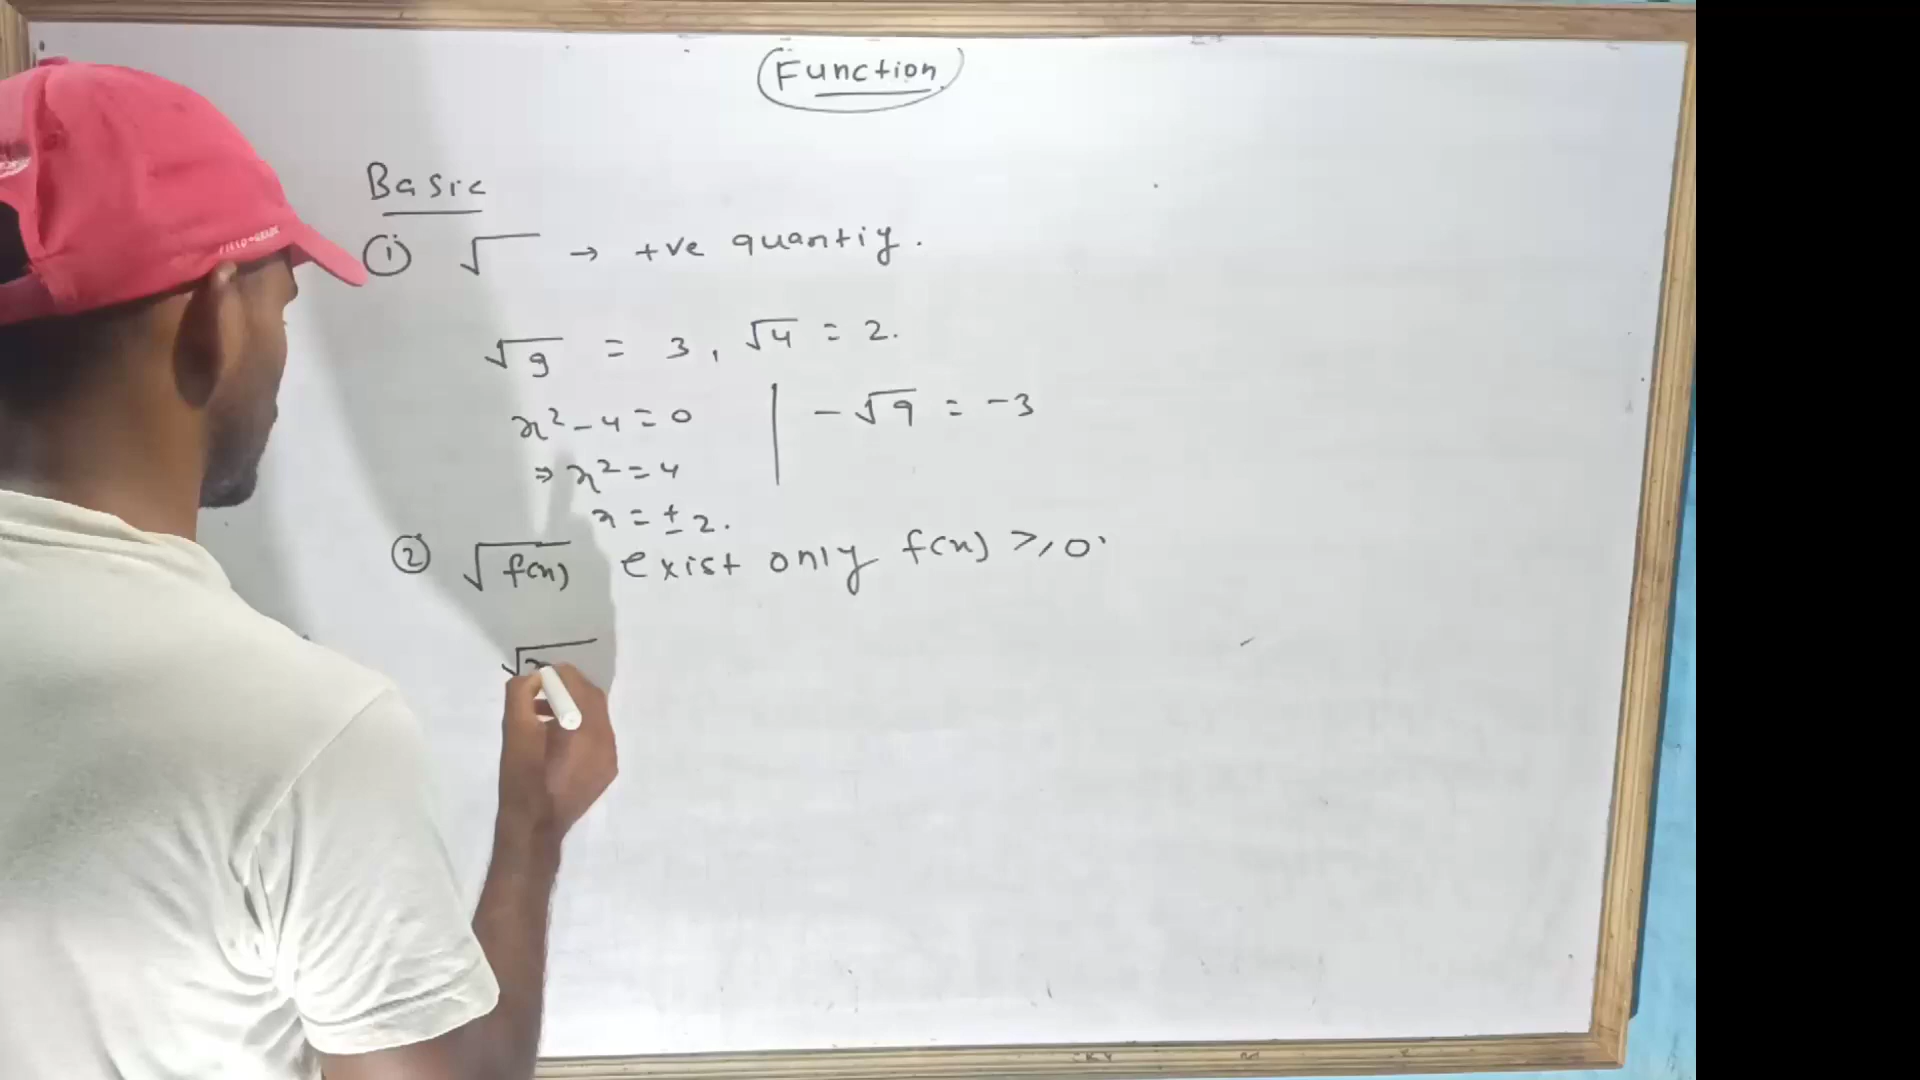 Function
Basic
① √ → +ve quantiy.
√9 = 3, √4 = 2.
x² - 4 = 0 | - √9 = -3
⇒ x² = 4
x = ± 2.
② √f(x) exist only f(x) ≥ 0
√x